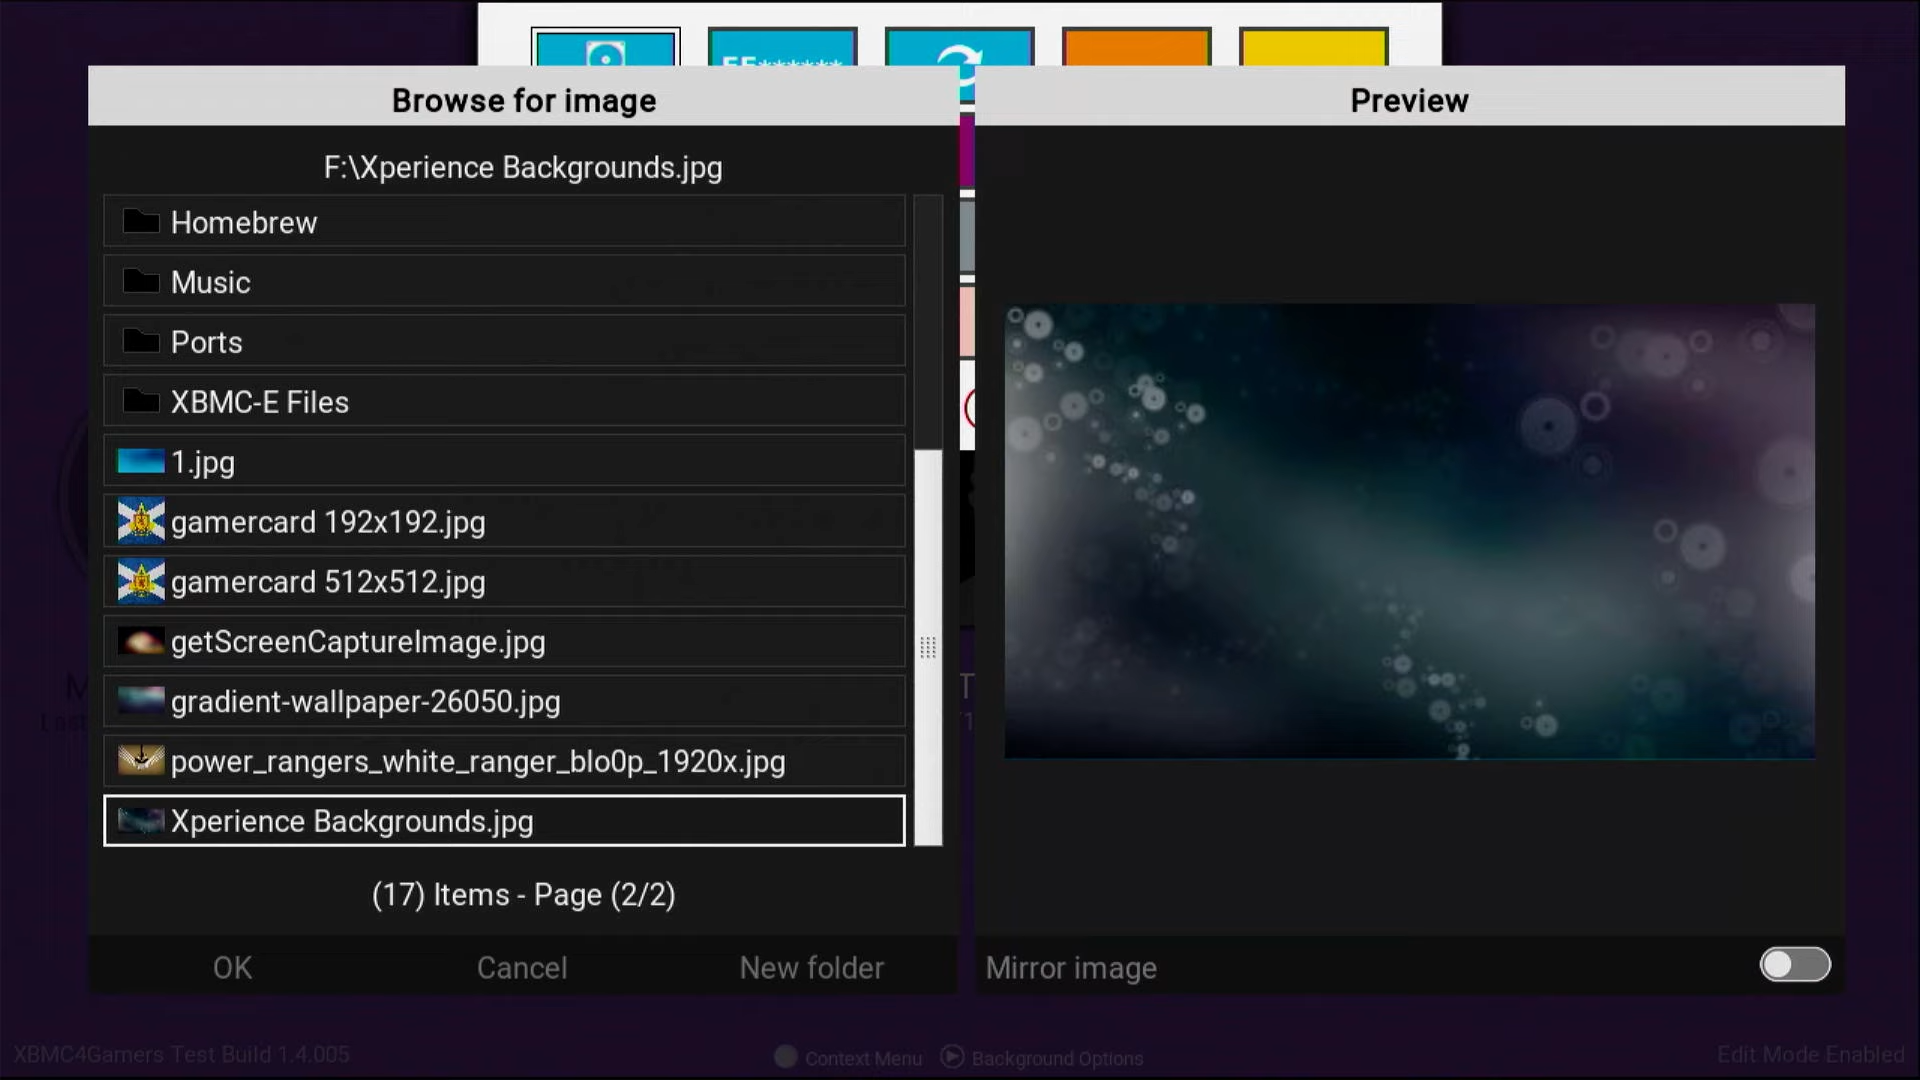 Browse for image
F:\Xperience Backgrounds.jpg
Homebrew
Music
Ports
XBMC-E Files
1.jpg
gamercard 192x192.jpg
gamercard 512x512.jpg
getScreenCaptureImage.jpg
gradient-wallpaper-26050.jpg
power_rangers_white_ranger_blo0p_1920x.jpg
Xperience Backgrounds.jpg
(17) Items - Page (2/2)
OK Cancel New folder
Preview
Mirror image
XBMC4Gamers Test Build 1.4.005
Context Menu Background Options
Edit Mode Enabled